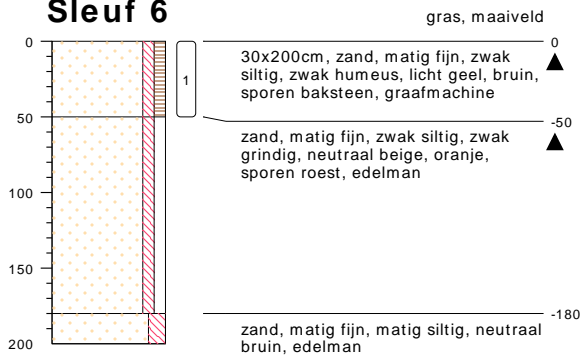 Sleuf 6
gras, maaiveld
0
0
30x200cm, zand, matig fijn, zwak
siltig, zwak humeus, licht geel, bruin,
sporen baksteen, graafmachine
1
50
-50
zand, matig fijn, zwak siltig, zwak
grindig, neutraal beige, oranje,
sporen roest, edelman
100
150
-180
zand, matig fijn, matig siltig, neutraal
bruin, edelman
200